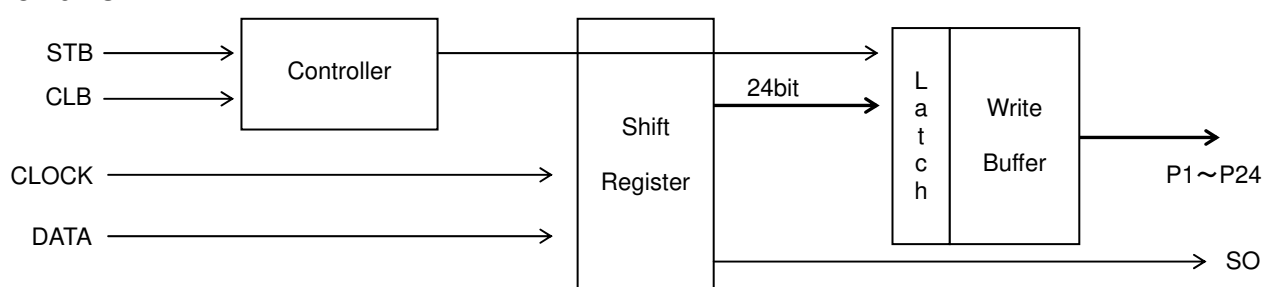 STB
CLB
Controller
CLOCK
DATA
Shift
Register
24bit
L
a
t
c
h
Write
Buffer
P1～P24
SO